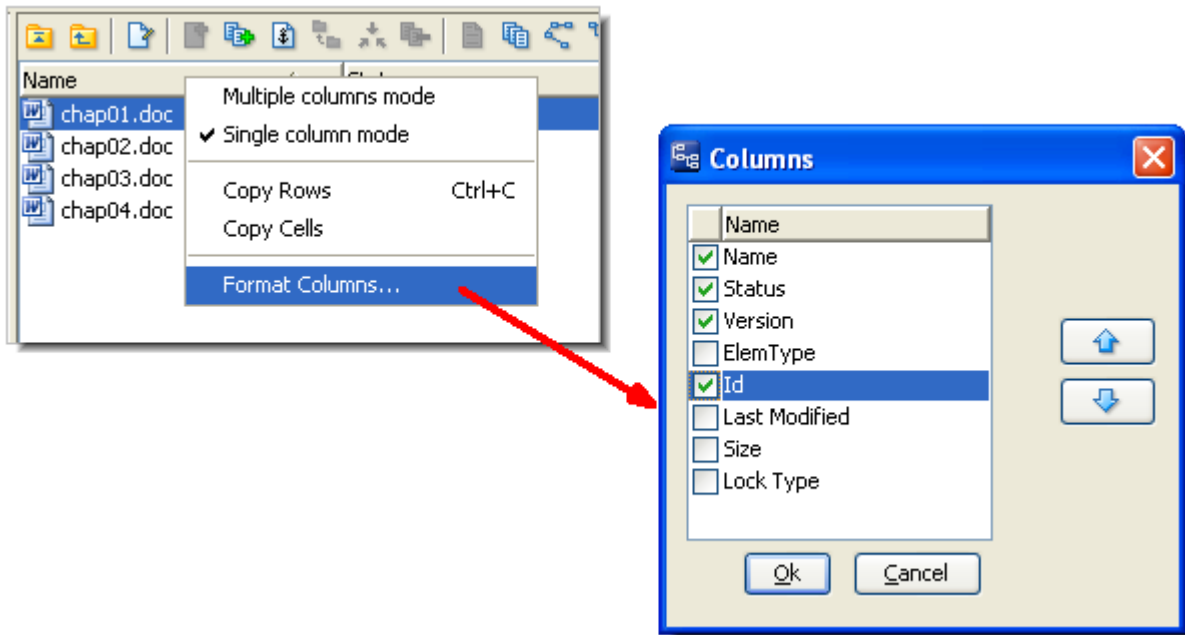 Name
chap01.doc
chap02.doc
chap03.doc
chap04.doc
Multiple columns mode
Single column mode
Copy Rows Ctrl+C
Copy Cells
Format Columns...
Columns
Name
Name
Status
Version
ElemType
Id
Last Modified
Size
Lock Type
Ok Cancel